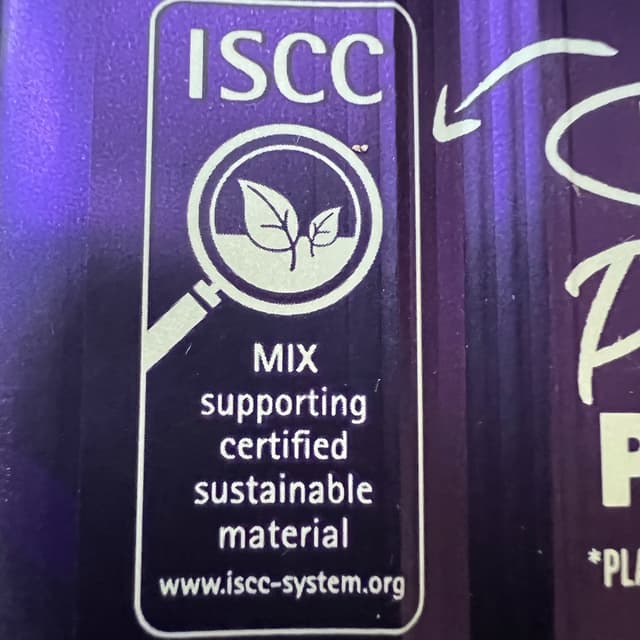 ISCC
MIX
supporting
certified
sustainable
material
www.iscc-system.org